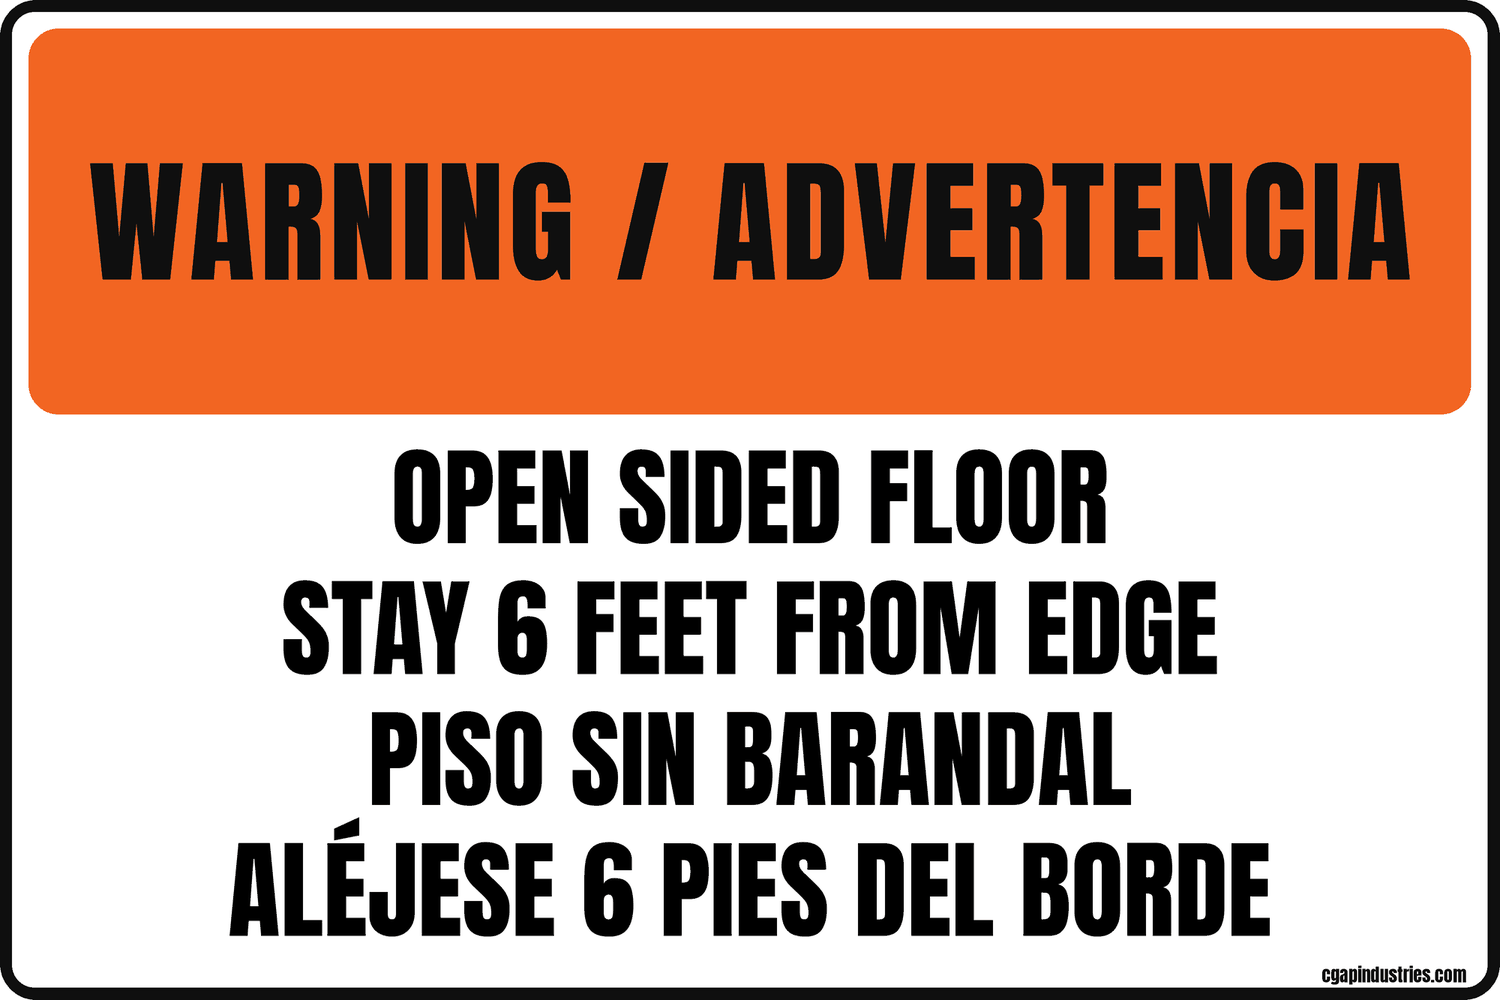 WARNING / ADVERTENCIA
OPEN SIDED FLOOR
STAY 6 FEET FROM EDGE
PISO SIN BARANDAL
ALÉJESE 6 PIES DEL BORDE
cgapindustries.com